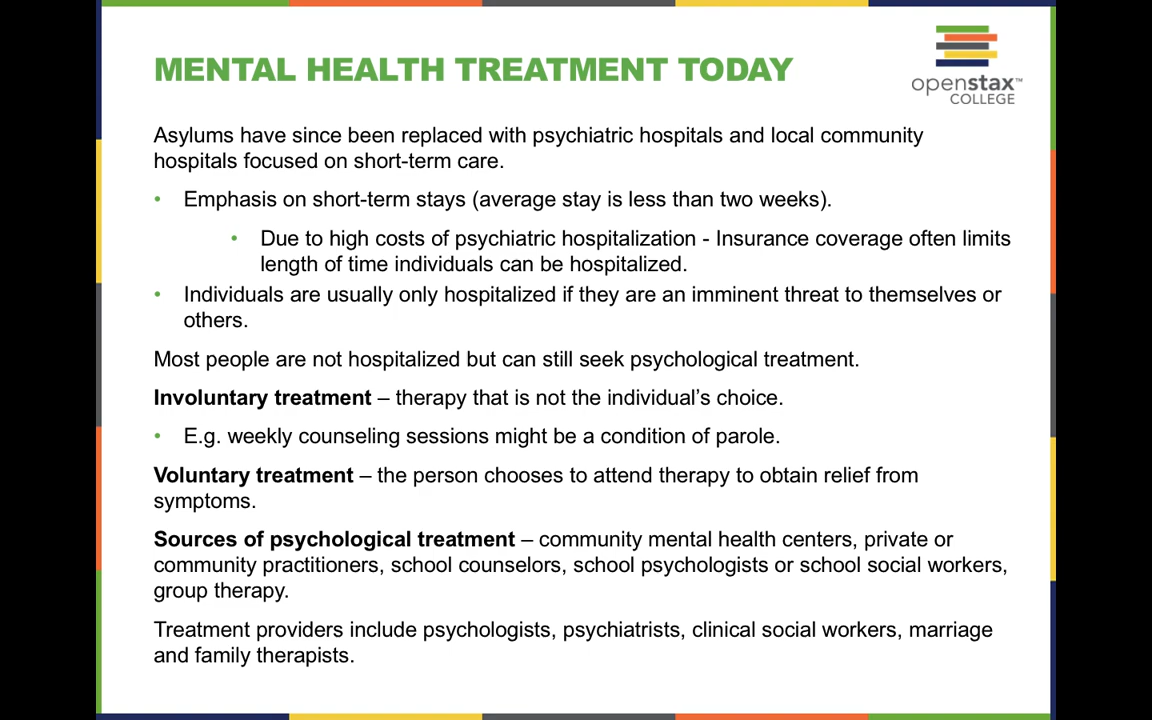 MENTAL HEALTH TREATMENT TODAY
openstax™
COLLEGE
Asylums have since been replaced with psychiatric hospitals and local community
hospitals focused on short-term care.
• Emphasis on short-term stays (average stay is less than two weeks).
• Due to high costs of psychiatric hospitalization - Insurance coverage often limits
length of time individuals can be hospitalized.
• Individuals are usually only hospitalized if they are an imminent threat to themselves or
others.
Most people are not hospitalized but can still seek psychological treatment.
Involuntary treatment – therapy that is not the individual’s choice.
• E.g. weekly counseling sessions might be a condition of parole.
Voluntary treatment – the person chooses to attend therapy to obtain relief from
symptoms.
Sources of psychological treatment – community mental health centers, private or
community practitioners, school counselors, school psychologists or school social workers,
group therapy.
Treatment providers include psychologists, psychiatrists, clinical social workers, marriage
and family therapists.